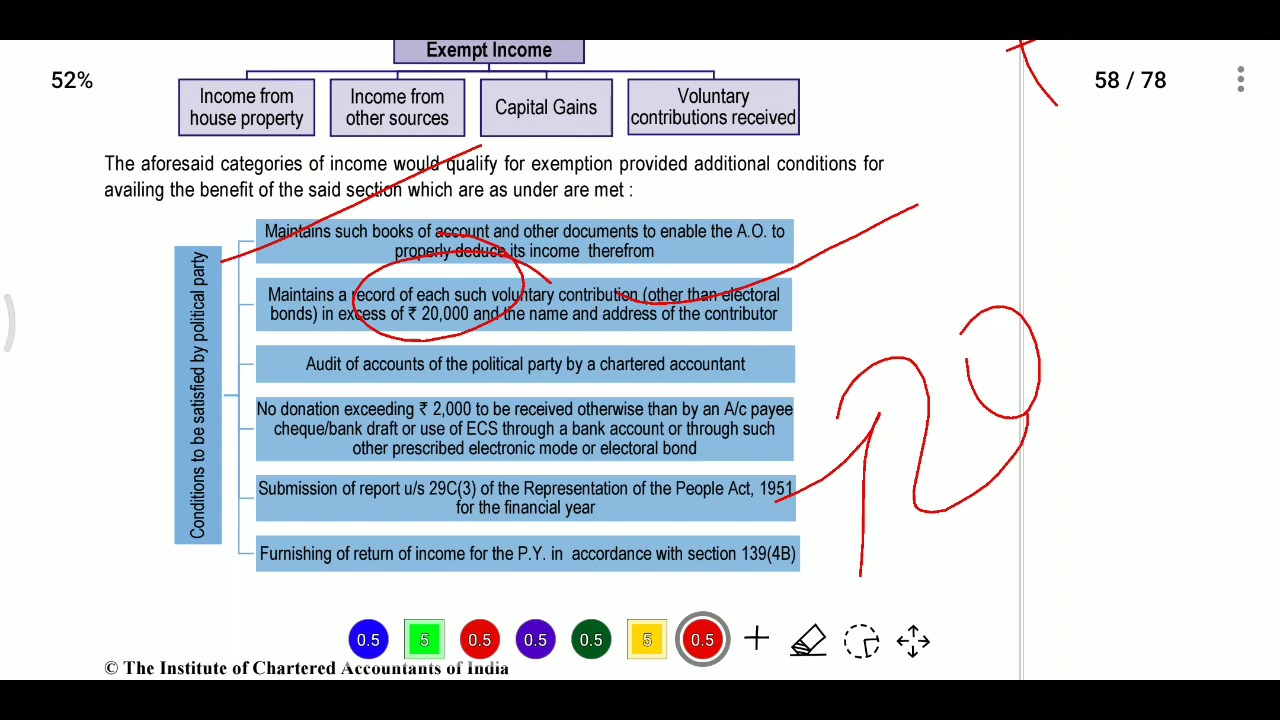 Exempt Income
52%
58 / 78
Income from
house property
Income from
other sources
Capital Gains
Voluntary
contributions received
The aforesaid categories of income would qualify for exemption provided additional conditions for
availing the benefit of the said section which are as under are met :
Conditions to be satisfied by political party
Maintains such books of account and other documents to enable the A.O. to
properly deduce its income therefrom
Maintains a record of each such voluntary contribution (other than electoral
bonds) in excess of ₹ 20,000 and the name and address of the contributor
Audit of accounts of the political party by a chartered accountant
No donation exceeding ₹ 2,000 to be received otherwise than by an A/c payee
cheque/bank draft or use of ECS through a bank account or through such
other prescribed electronic mode or electoral bond
Submission of report u/s 29C(3) of the Representation of the People Act, 1951
for the financial year
Furnishing of return of income for the P.Y. in accordance with section 139(4B)
0.5
5
0.5
0.5
0.5
5
0.5
© The Institute of Chartered Accountants of India